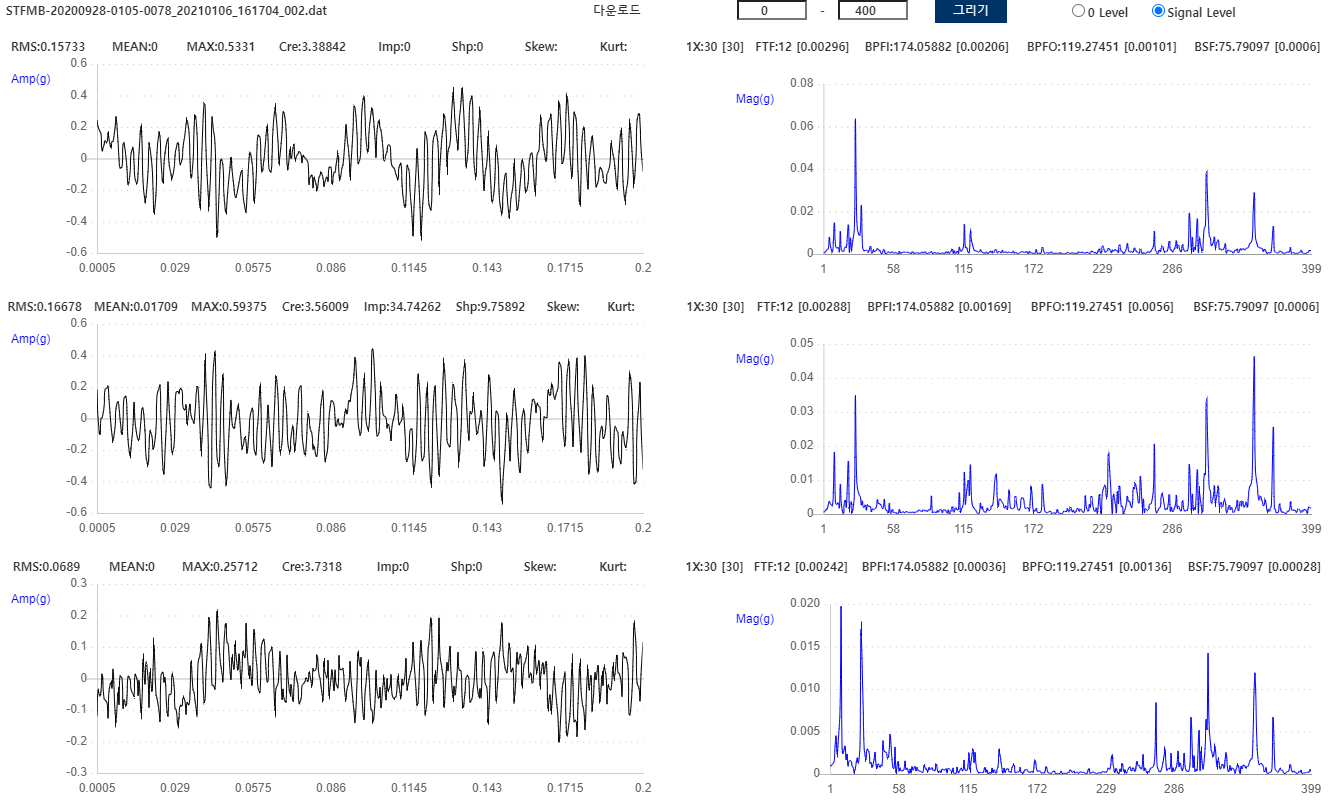 STFMB-20200928-0105-0078_20210106_161704_002.dat 다운로드 0 - 400 그리기 0 Level Signal Level
RMS:0.15733 MEAN:0 MAX:0.5331 Cre:3.38842 Imp:0 Shp:0 Skew: Kurt:
Amp(g)
0.6
0.4
0.2
0
-0.2
-0.4
-0.6
0.0005 0.029 0.0575 0.086 0.1145 0.143 0.1715 0.2
1X:30 [30] FTF:12 [0.00296] BPFI:174.05882 [0.00206] BPFO:119.27451 [0.00101] BSF:75.79097 [0.0006]
Mag(g)
0.08
0.06
0.04
0.02
0
1 58 115 172 229 286 399
RMS:0.16678 MEAN:0.01709 MAX:0.59375 Cre:3.56009 Imp:34.74262 Shp:9.75892 Skew: Kurt:
Amp(g)
0.6
0.4
0.2
0
-0.2
-0.4
-0.6
0.0005 0.029 0.0575 0.086 0.1145 0.143 0.1715 0.2
1X:30 [30] FTF:12 [0.00288] BPFI:174.05882 [0.00169] BPFO:119.27451 [0.0056] BSF:75.79097 [0.0006]
Mag(g)
0.05
0.04
0.03
0.02
0.01
0
1 58 115 172 229 286 399
RMS:0.0689 MEAN:0 MAX:0.25712 Cre:3.7318 Imp:0 Shp:0 Skew: Kurt:
Amp(g)
0.3
0.2
0.1
0
-0.1
-0.2
-0.3
0.0005 0.029 0.0575 0.086 0.1145 0.143 0.1715 0.2
1X:30 [30] FTF:12 [0.00242] BPFI:174.05882 [0.00036] BPFO:119.27451 [0.00136] BSF:75.79097 [0.00028]
Mag(g)
0.020
0.015
0.010
0.005
0
1 58 115 172 229 286 399